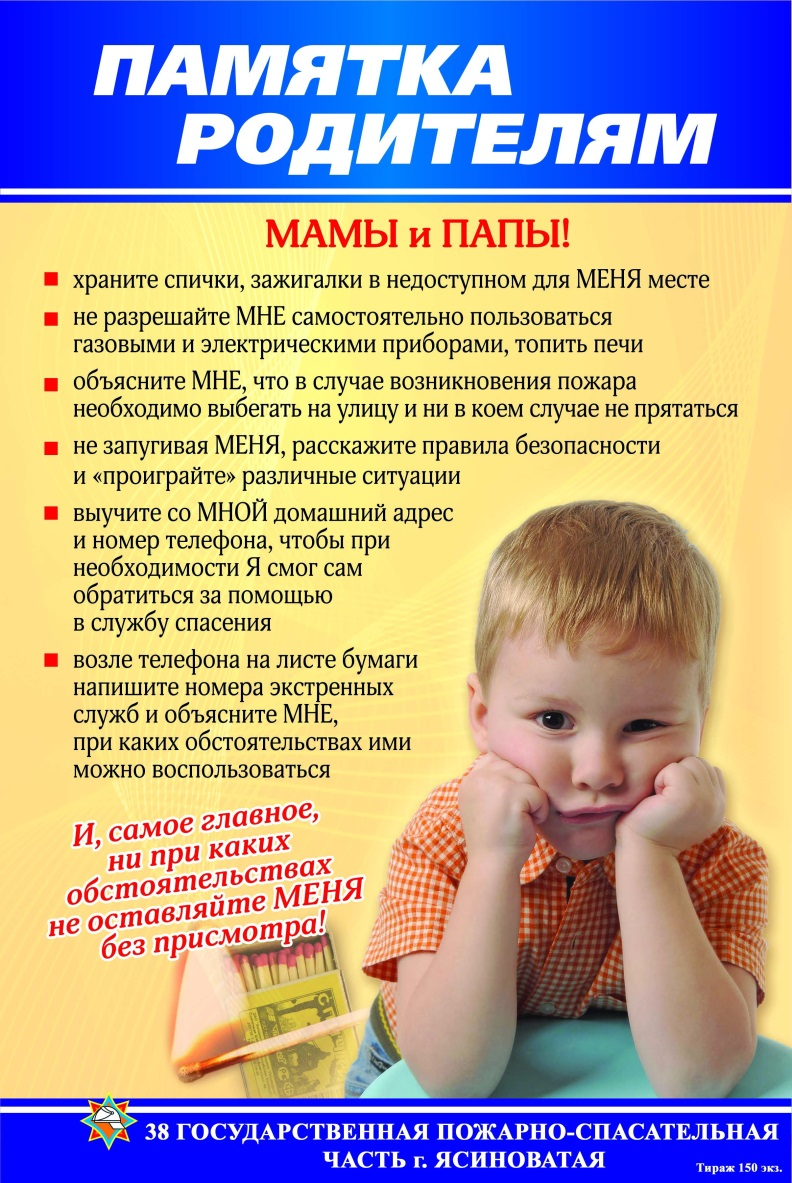 ПАМЯТКА
РОДИТЕЛЯМ
МАМЫ и ПАПЫ!
храните спички, зажигалки в недоступном для МЕНЯ месте
не разрешайте МНЕ самостоятельно пользоваться
газовыми и электрическими приборами, топить печи
объясните МНЕ, что в случае возникновения пожара
необходимо выбегать на улицу и ни в коем случае не прятаться
не запугивая МЕНЯ, расскажите правила безопасности
и «проиграйте» различные ситуации
выучите со МНОЙ домашний адрес
и номер телефона, чтобы при
необходимости Я смог сам
обратиться за помощью
в службу спасения
возле телефона на листе бумаги
напишите номера экстренных
служб и объясните МНЕ,
при каких обстоятельствах ими
можно воспользоваться
И, самое главное,
ни при каких
обстоятельствах
не оставляйте МЕНЯ
без присмотра!
38 ГОСУДАРСТВЕННАЯ ПОЖАРНО-СПАСАТЕЛЬНАЯ
ЧАСТЬ г. ЯСИНОВАТАЯ
Тираж 150 экз.